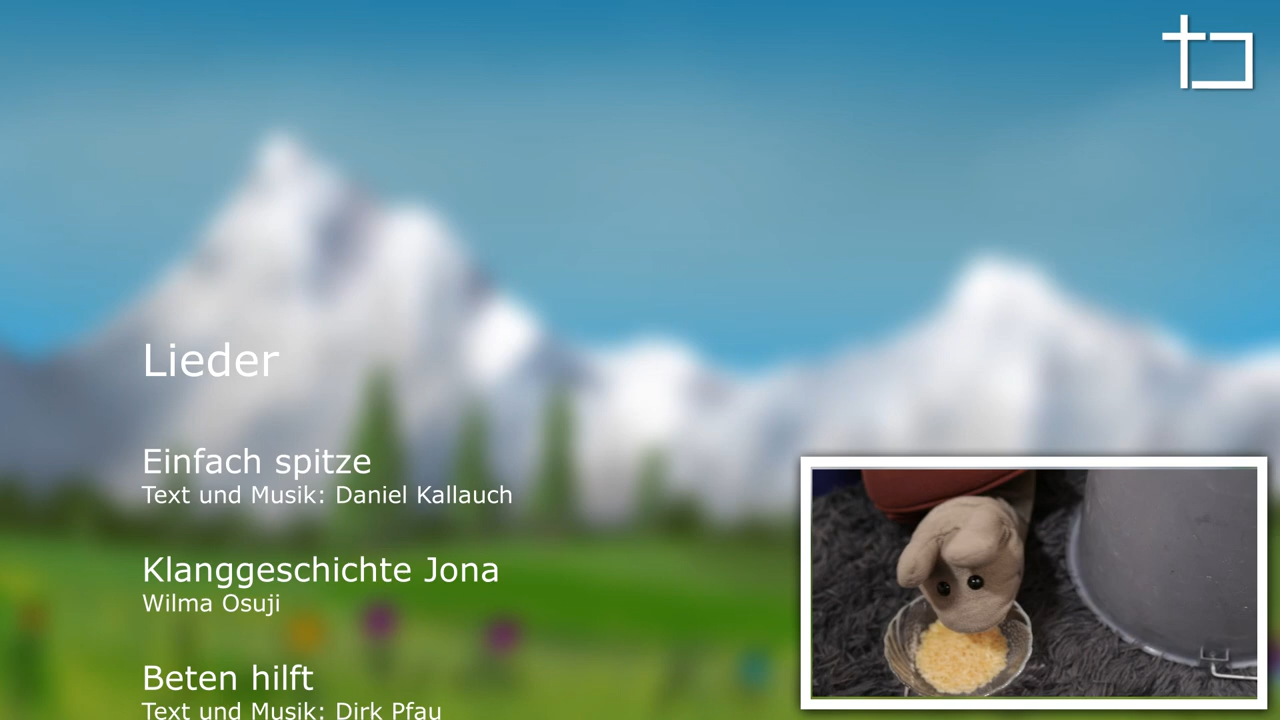 Lieder
Einfach spitze
Text und Musik: Daniel Kallauch
Klanggeschichte Jona
Wilma Osuji
Beten hilft
Text und Musik: Dirk Pfau